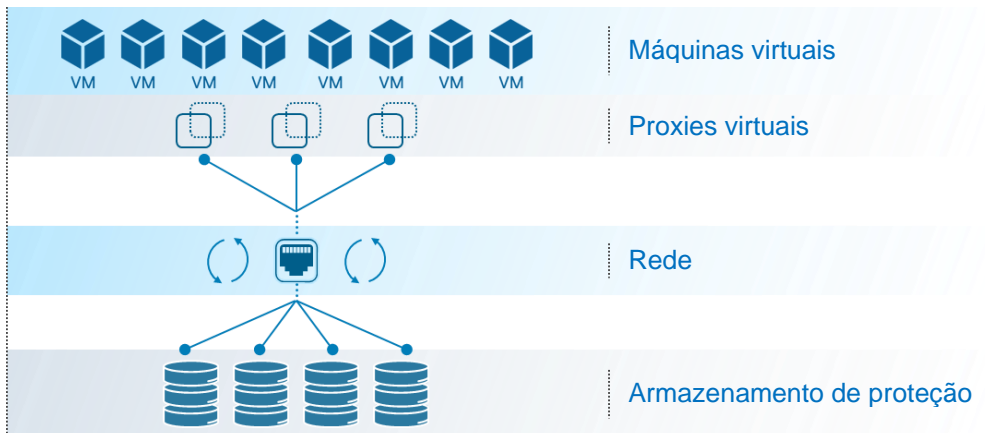 VM VM VM VM VM VM VM VM
Máquinas virtuais
Proxies virtuais
Rede
Armazenamento de proteção